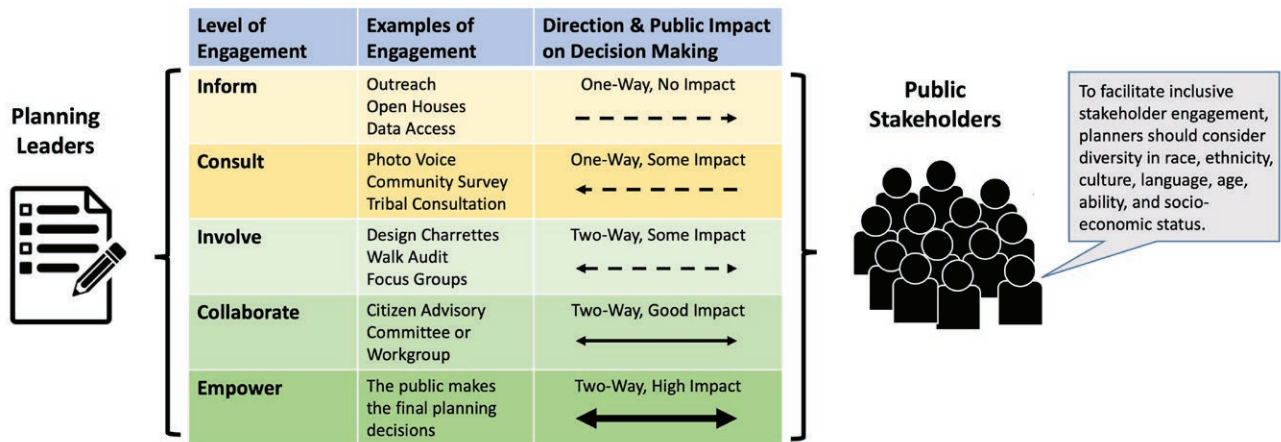 Level of
Engagement
Examples of
Engagement
Direction & Public Impact
on Decision Making
Planning
Leaders
Inform
Outreach
Open Houses
Data Access
One-Way, No Impact
Consult
Photo Voice
Community Survey
Tribal Consultation
One-Way, Some Impact
Involve
Design Charrettes
Walk Audit
Focus Groups
Two-Way, Some Impact
Collaborate
Citizen Advisory
Committee or
Workgroup
Two-Way, Good Impact
Empower
The public makes
the final planning
decisions
Two-Way, High Impact
Public
Stakeholders
To facilitate inclusive
stakeholder engagement,
planners should consider
diversity in race, ethnicity,
culture, language, age,
ability, and socio-
economic status.